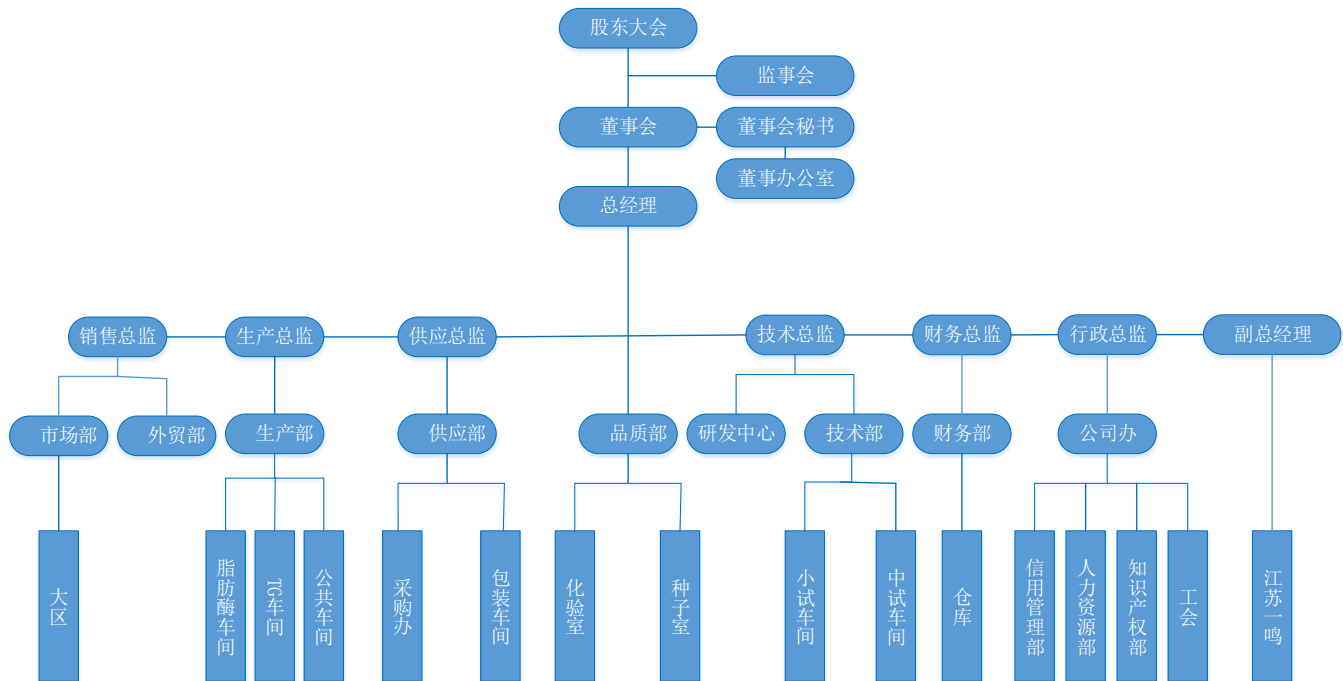 股东大会
监事会
董事会
董事会秘书
董事办公室
总经理
销售总监
生产总监
供应总监
技术总监
财务总监
行政总监
副总经理
市场部
外贸部
生产部
供应部
品质部
研发中心
技术部
财务部
公司办
大区
脂肪酶车间
TG车间
公共车间
采购办
包装车间
化验室
种子室
小试车间
中试车间
仓库
信用管理部
人力资源部
知识产权部
工会
江苏一鸣